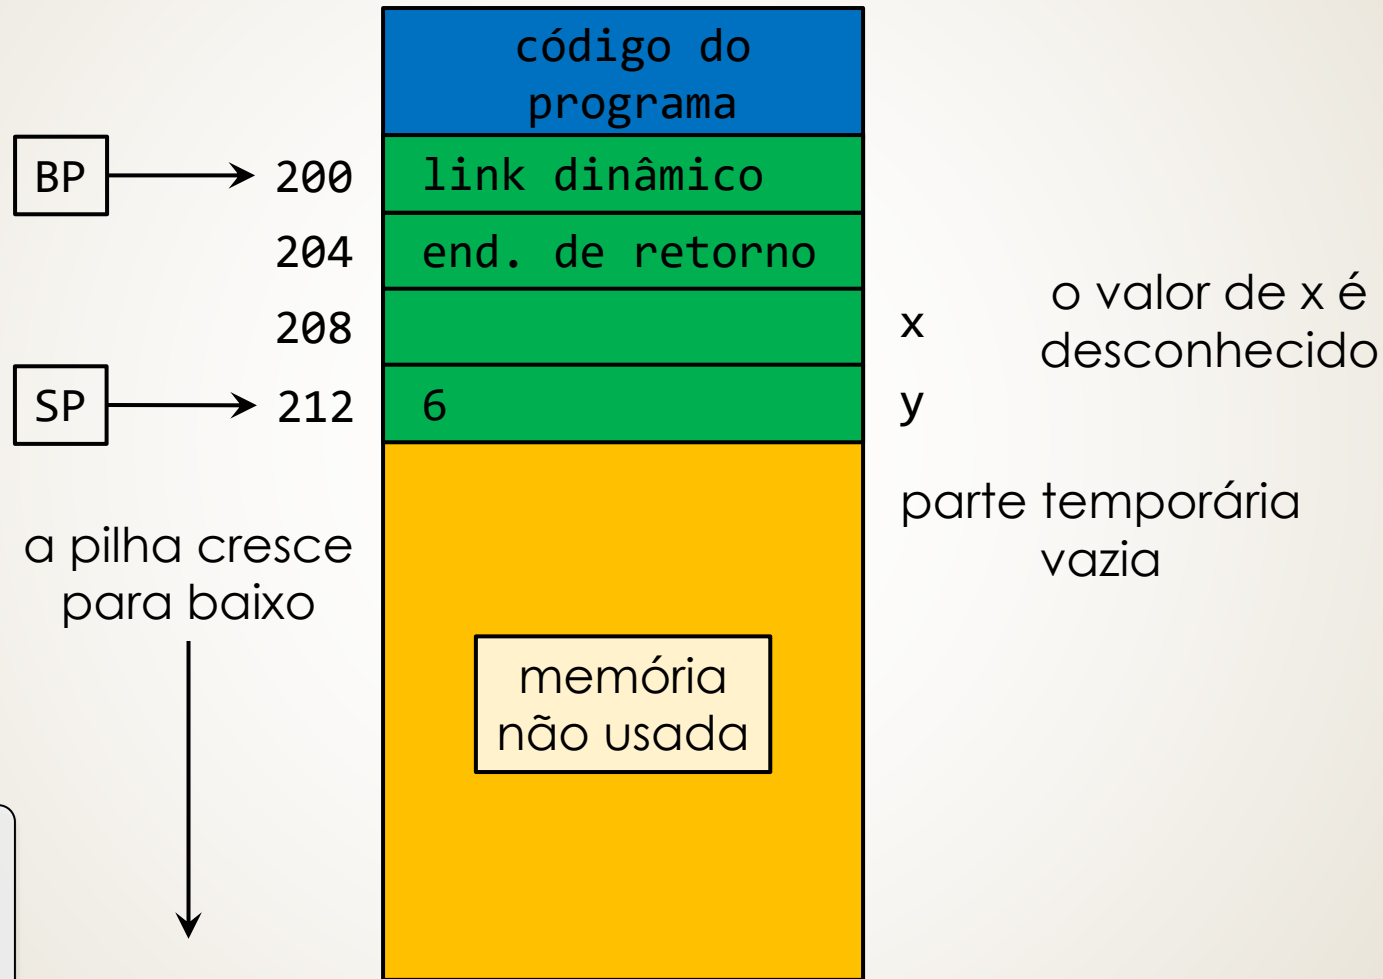 código do
programa
BP
200
link dinâmico
204
end. de retorno
208
x
o valor de x é
desconhecido
SP
212
6
y
parte temporária
vazia
a pilha cresce
para baixo
memória
não usada